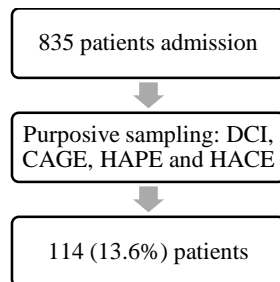 835 patients admission
Purposive sampling: DCI,
CAGE, HAPE and HACE
114 (13.6%) patients